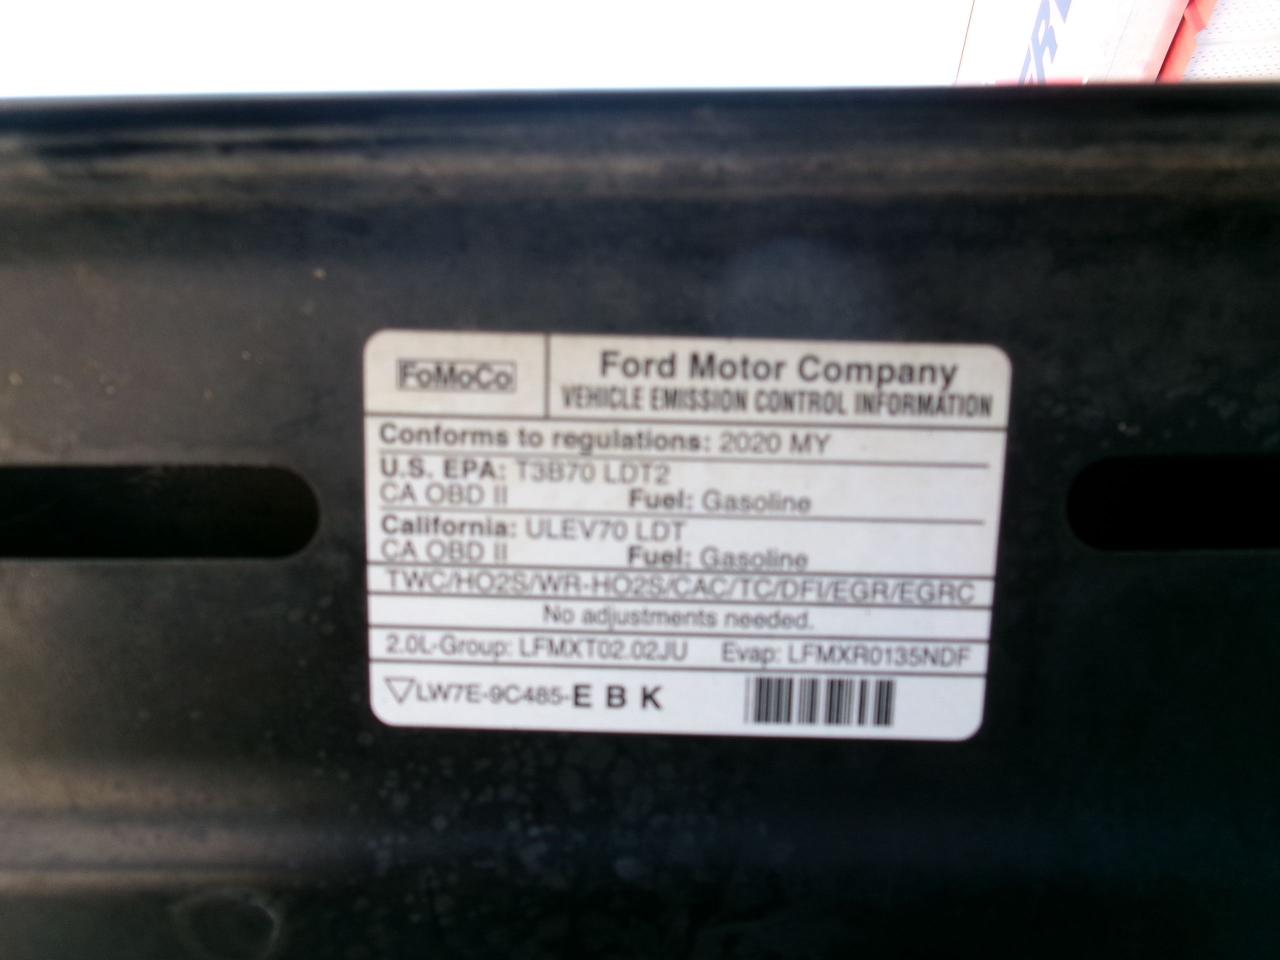 FoMoCo
Ford Motor Company
VEHICLE EMISSION CONTROL INFORMATION
Conforms to regulations: 2020 MY
U.S. EPA: T3B70 LDT2
CA OBD II Fuel: Gasoline
California: ULEV70 LDT
CA OBD II Fuel: Gasoline
TWC/HO2S/WR-HO2S/CAC/TC/DFI/EGR/EGRC
No adjustments needed.
2.0L-Group: LFMXT02.02JU Evap: LFMXR0135NDF
LW7E-9C485-E B K